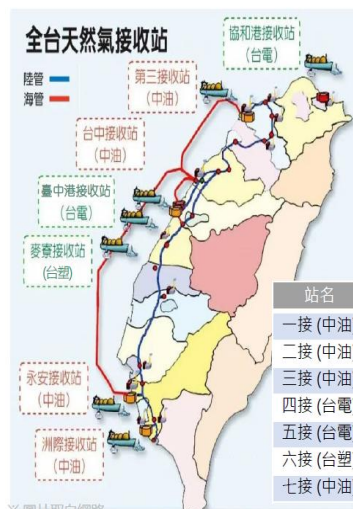 全台天然氣接收站
陸管
海管
協和港接收站
(台電)
第三接收站
(中油)
台中接收站
(中油)
臺中港接收站
(台電)
麥寮接收站
(台塑)
永安接收站
(中油)
洲際接收站
(中油)
站名
一接 (中油
二接 (中油
三接 (中油
四接 (台電
五接 (台電
六接 (台塑
七接 (中油